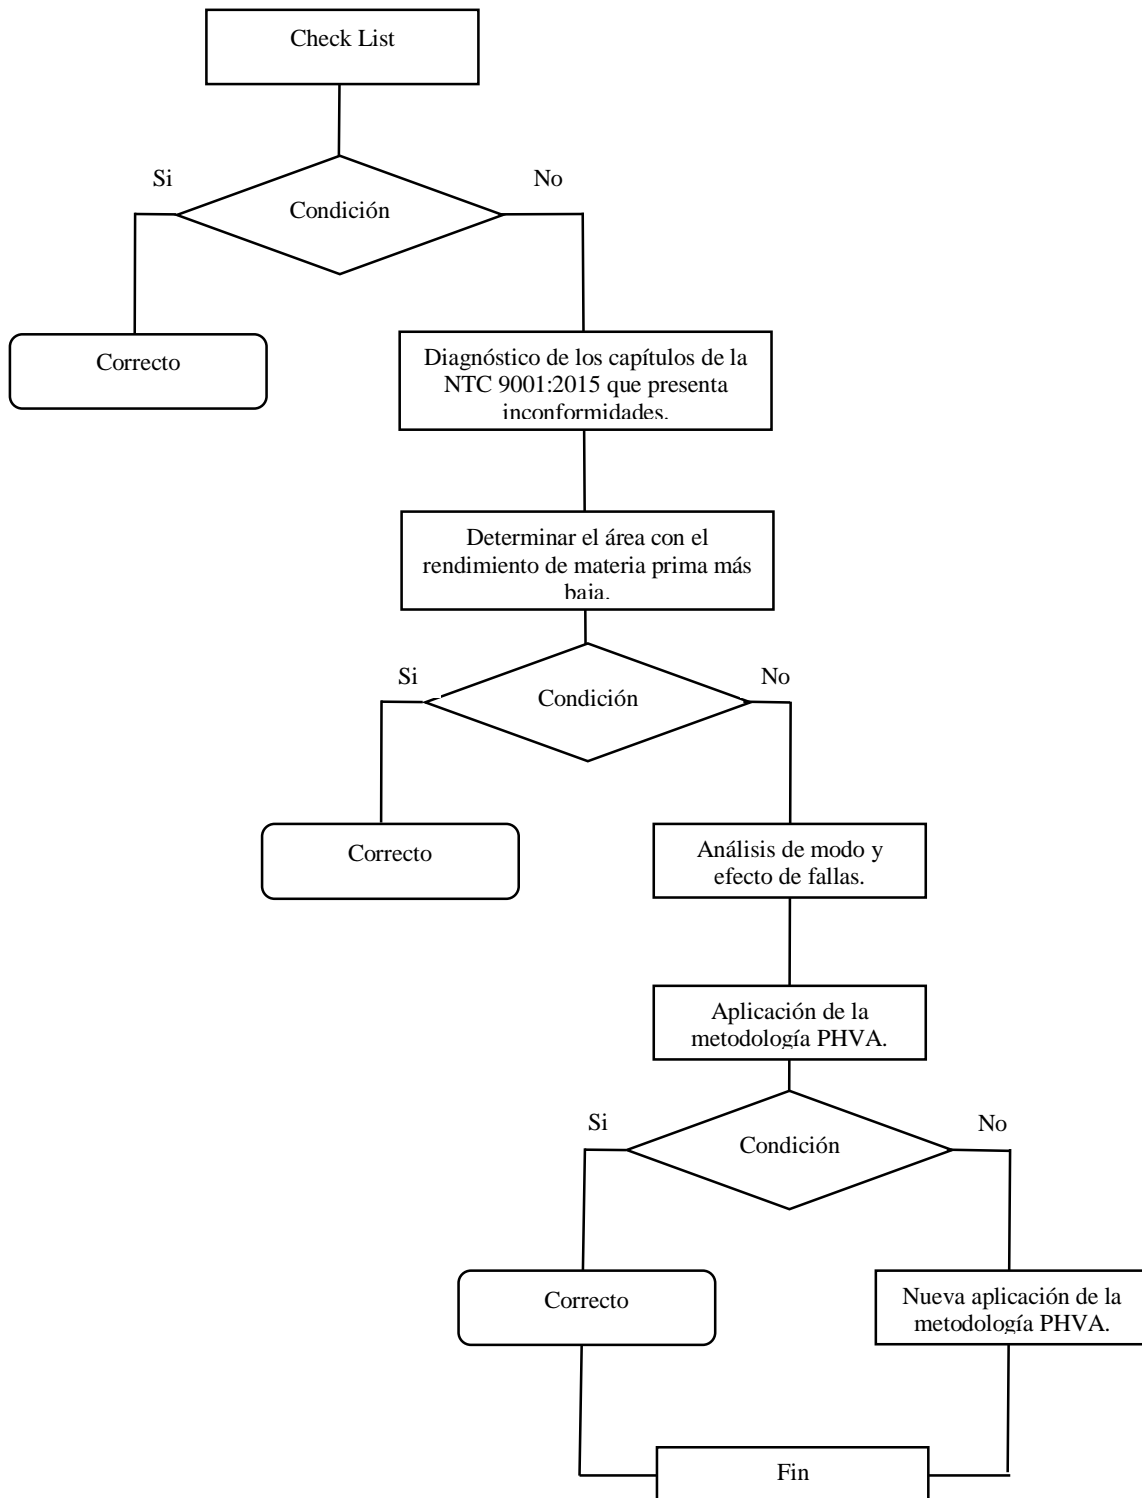 Check List
Si
No
Condición
Correcto
Diagnóstico de los capítulos de la
NTC 9001:2015 que presenta
inconformidades.
Determinar el área con el
rendimiento de materia prima más
baja.
Si
No
Condición
Correcto
Análisis de modo y
efecto de fallas.
Aplicación de la
metodología PHVA.
Si
No
Condición
Correcto
Nueva aplicación de la
metodología PHVA.
Fin